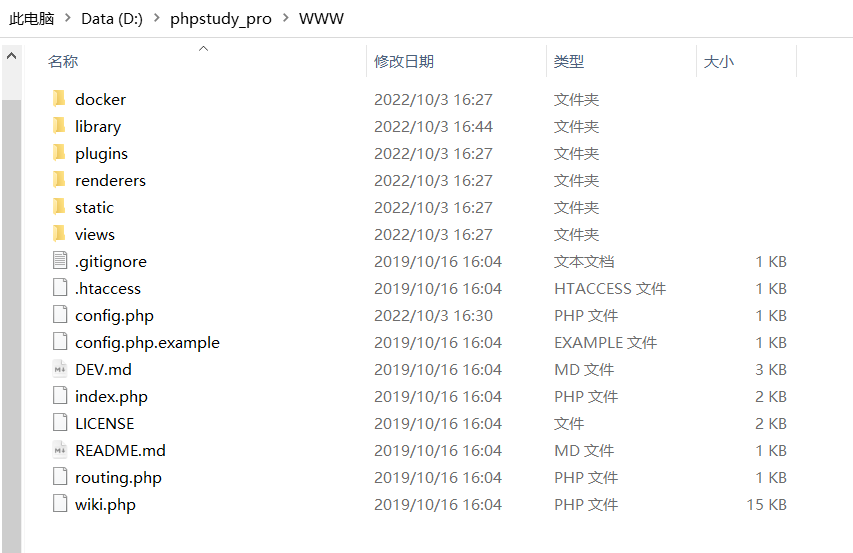 此电脑 > Data (D:) > phpstudy_pro > WWW
名称 修改日期 类型 大小
docker 2022/10/3 16:27 文件夹
library 2022/10/3 16:44 文件夹
plugins 2022/10/3 16:27 文件夹
renderers 2022/10/3 16:27 文件夹
static 2022/10/3 16:27 文件夹
views 2022/10/3 16:27 文件夹
.gitignore 2019/10/16 16:04 文本文档 1 KB
.htaccess 2019/10/16 16:04 HTACCESS 文件 1 KB
config.php 2022/10/3 16:30 PHP 文件 1 KB
config.php.example 2019/10/16 16:04 EXAMPLE 文件 1 KB
DEV.md 2019/10/16 16:04 MD 文件 3 KB
index.php 2019/10/16 16:04 PHP 文件 2 KB
LICENSE 2019/10/16 16:04 文件 2 KB
README.md 2019/10/16 16:04 MD 文件 1 KB
routing.php 2019/10/16 16:04 PHP 文件 1 KB
wiki.php 2019/10/16 16:04 PHP 文件 15 KB